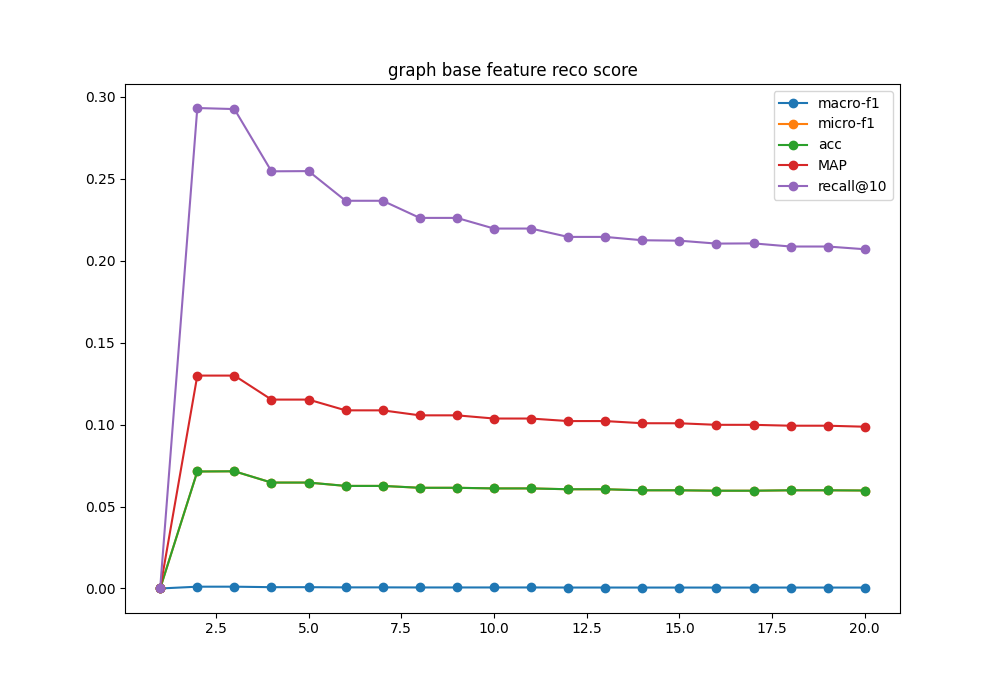 graph base feature reco score
macro-f1
micro-f1
acc
MAP
recall@10
0.30
0.25
0.20
0.15
0.10
0.05
0.00
2.5 5.0 7.5 10.0 12.5 15.0 17.5 20.0